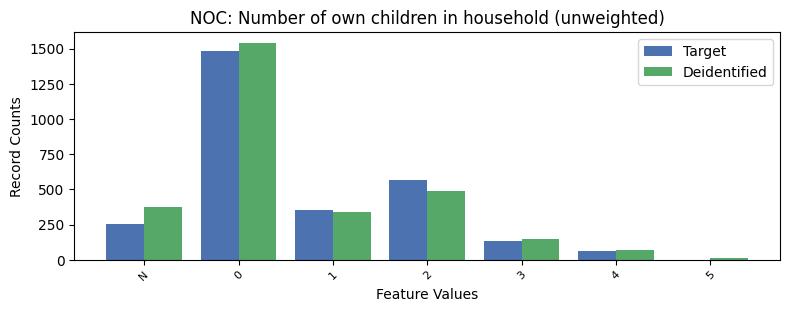 NOC: Number of own children in household (unweighted)
Target
Deidentified
Record Counts
1500
1250
1000
750
500
250
0
N 0 1 2 3 4 5
Feature Values